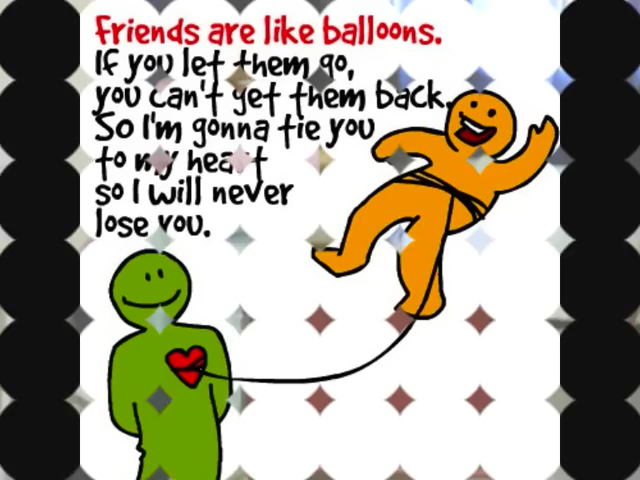 Friends are like balloons.
If you let them go,
you can't get them back.
So I'm gonna tie you
to my heart
so I will never
lose you.